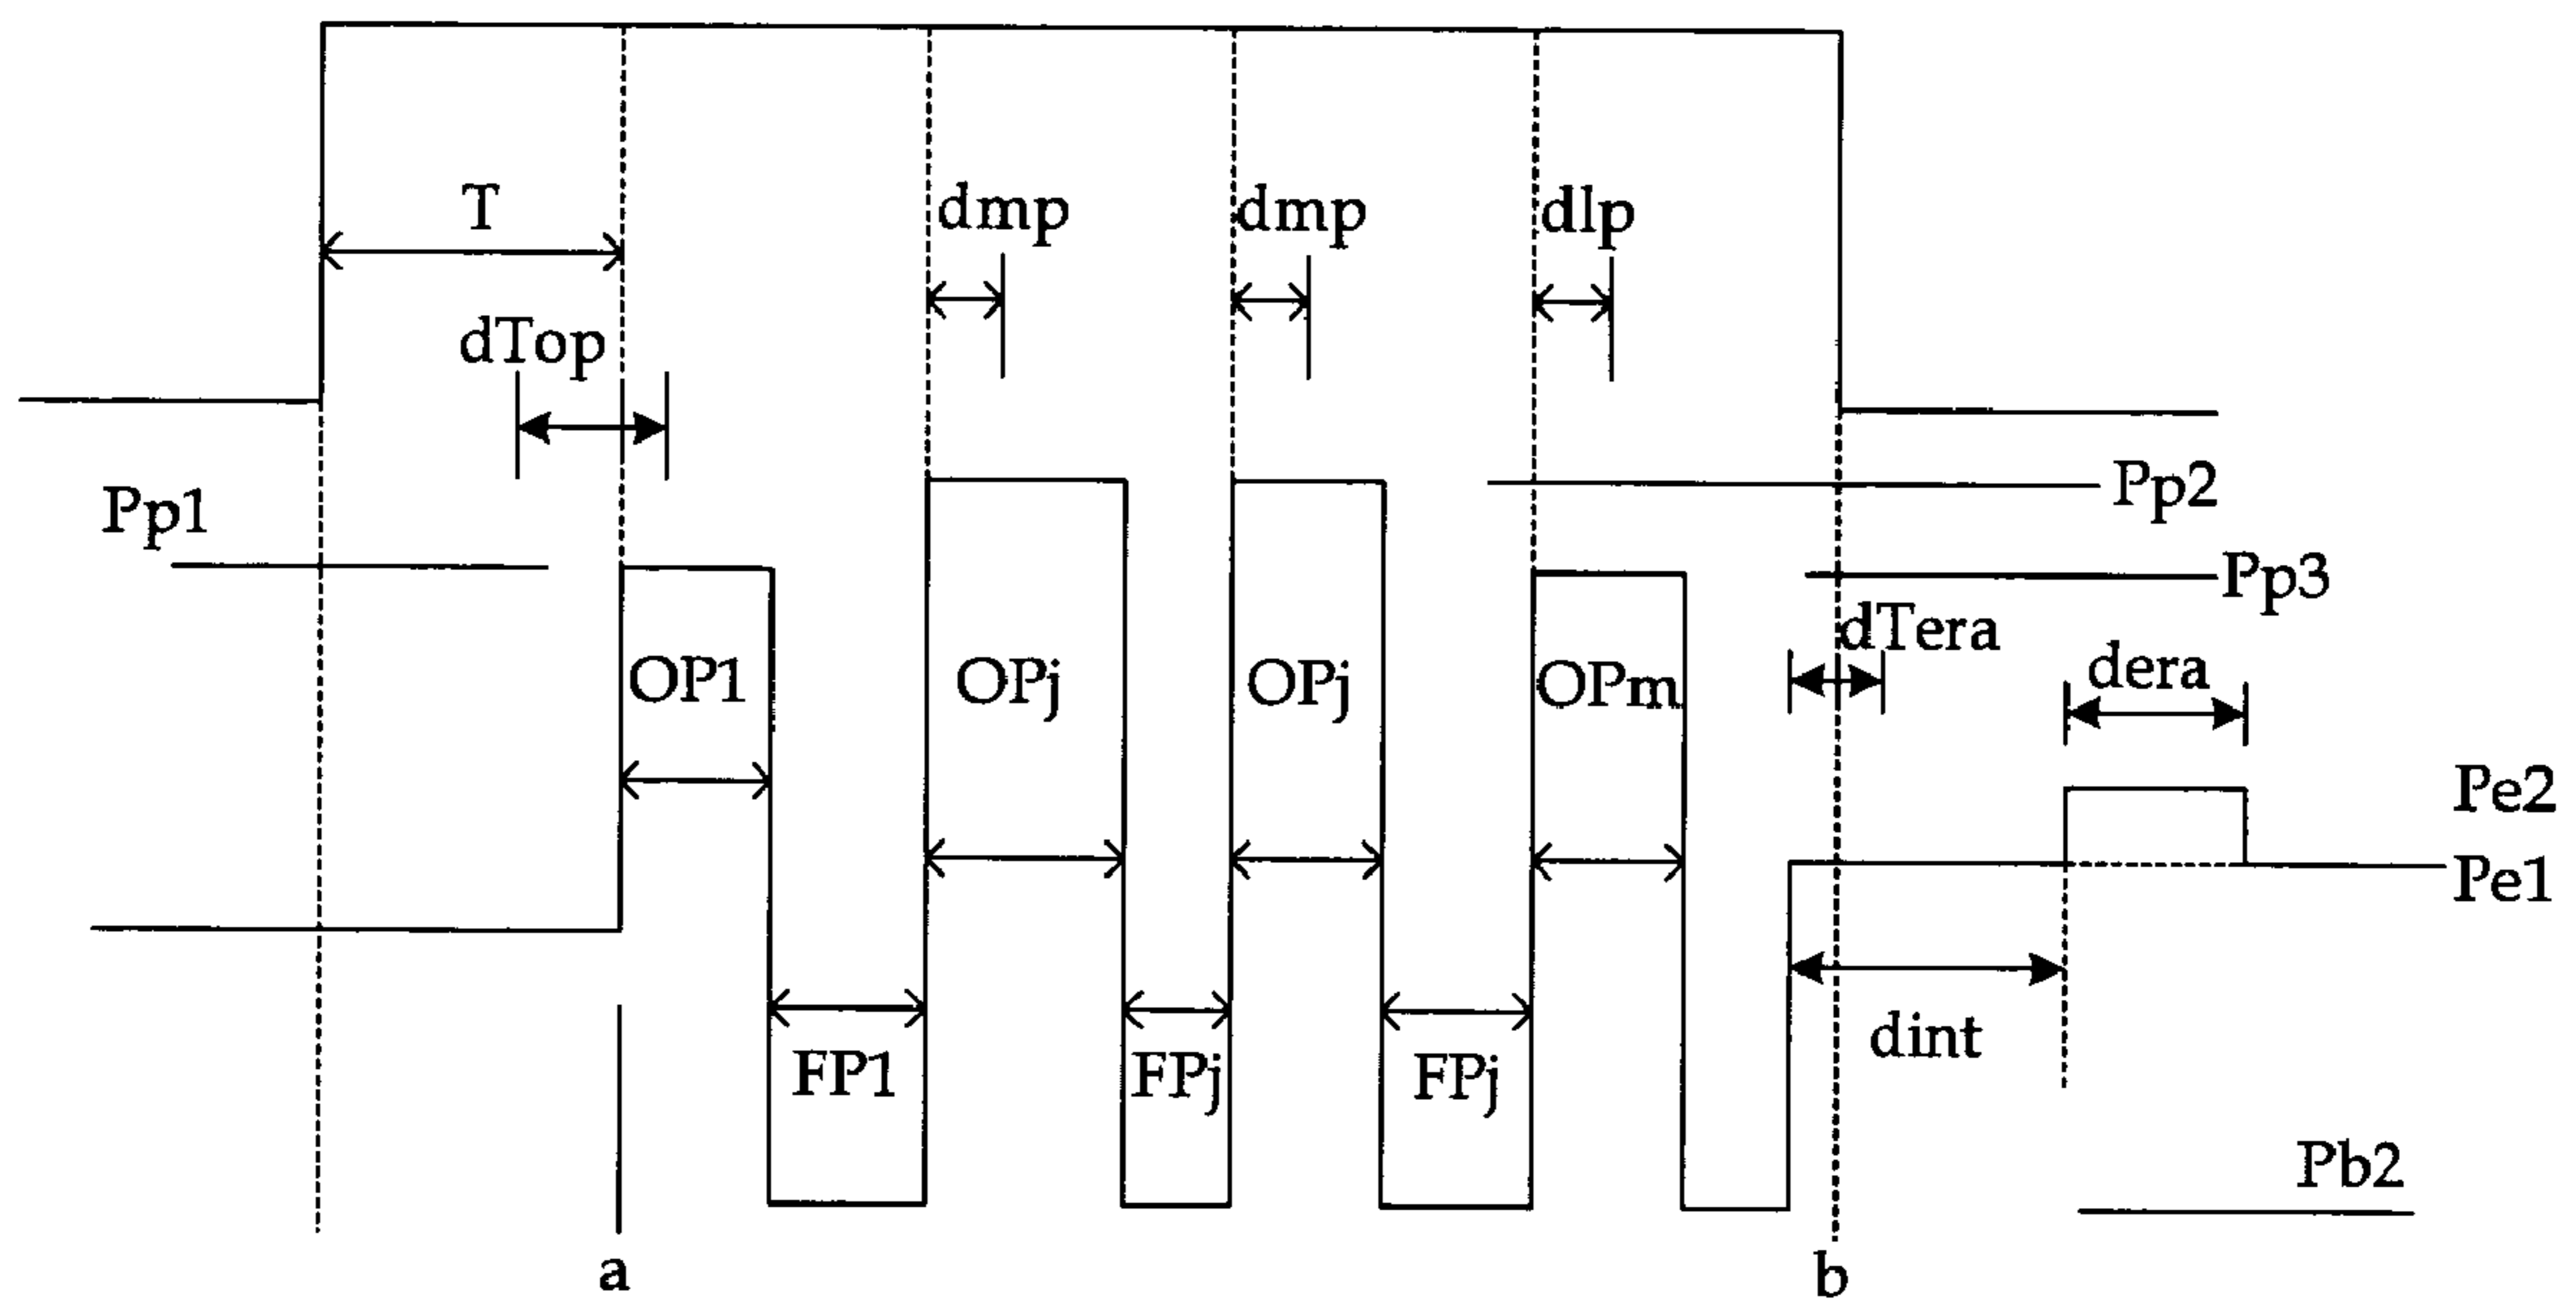 T
dmp dmp dlp
dTop
Pp1
Pp2
Pp3
dTera
dera
OP1 OPj OPj OPm
Pe2
Pe1
dint
FP1 FPj FPj
Pb2
a b